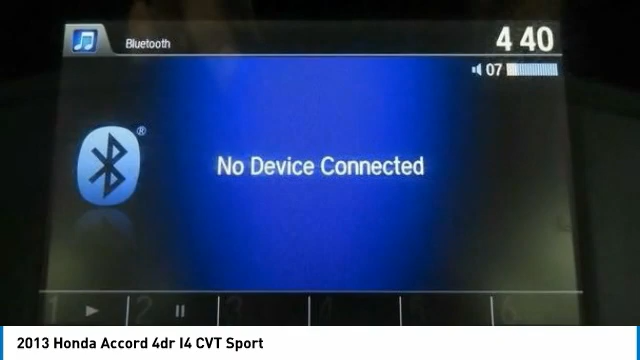 Bluetooth
4 40
07
®
No Device Connected
1 2 3 4 5 6
2013 Honda Accord 4dr I4 CVT Sport